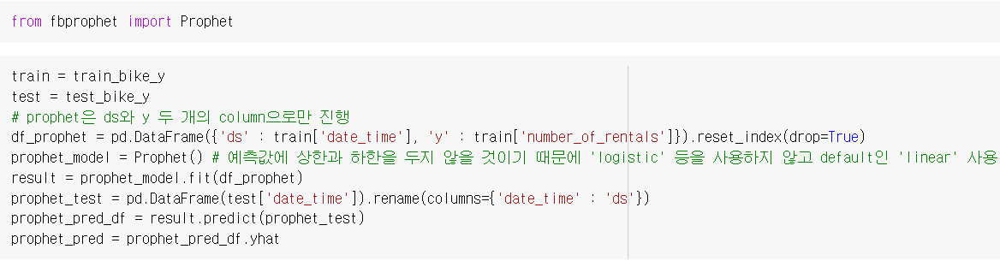 from fbprophet import Prophet
train = train_bike_y
test = test_bike_y
# prophet은 ds와 y 두 개의 column으로만 진행
df_prophet = pd.DataFrame({'ds' : train['date_time'], 'y' : train['number_of_rentals']}).reset_index(drop=True)
prophet_model = Prophet() # 예측값에 상한과 하한을 두지 않을 것이기 때문에 'logistic' 등을 사용하지 않고 default인 'linear' 사용
result = prophet_model.fit(df_prophet)
prophet_test = pd.DataFrame(test['date_time']).rename(columns={'date_time' : 'ds'})
prophet_pred_df = result.predict(prophet_test)
prophet_pred = prophet_pred_df.yhat